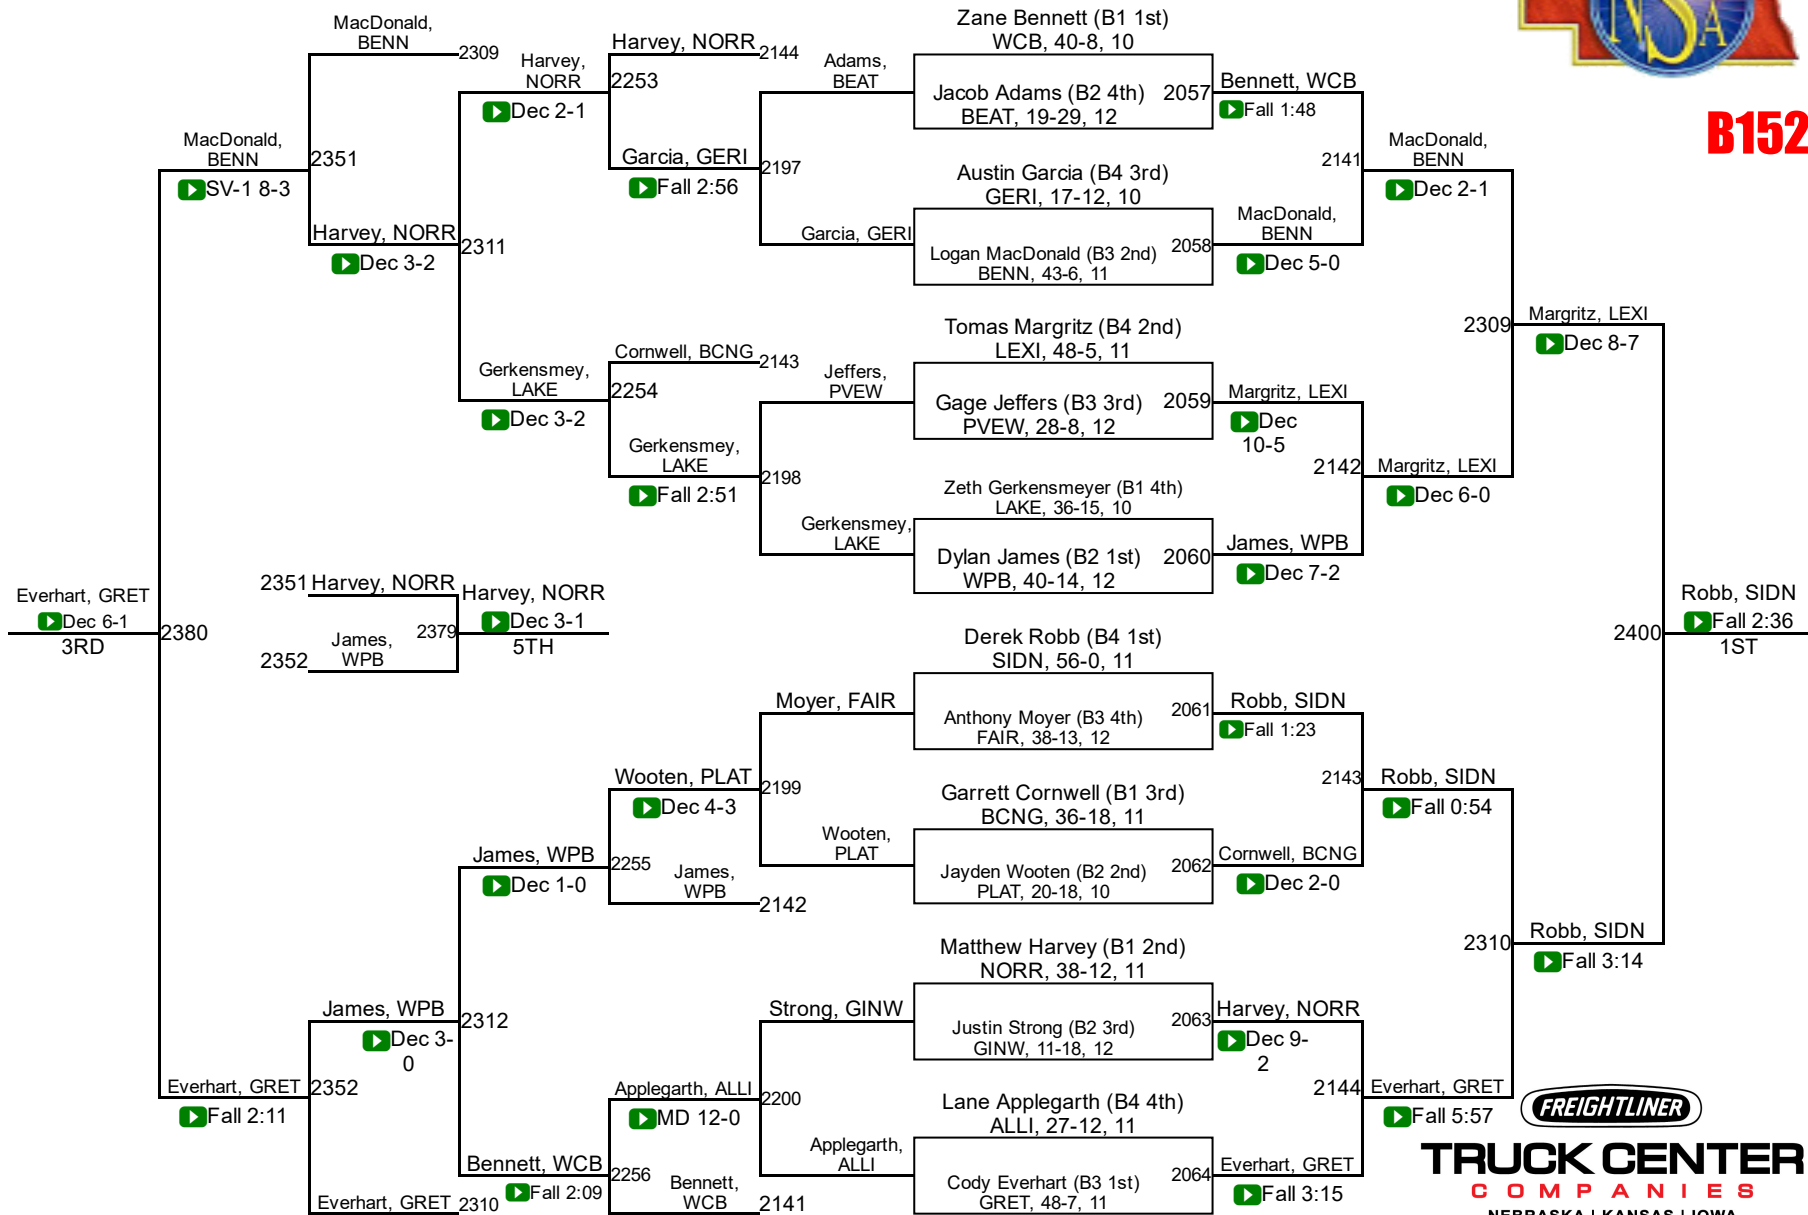 MacDonald,
BENN
2309
Harvey,
NORR
Dec 2-1
Harvey, NORR
2144
2253
Garcia, GERI
Fall 2:56
2197
Adams,
BEAT
Garcia, GERI
MacDonald,
BENN
SV-1 8-3
2351
Harvey, NORR
Dec 3-2
2311
Gerkensmey,
LAKE
Dec 3-2
Cornwell, BCNG
2143
2254
Gerkensmey,
LAKE
Fall 2:51
2198
Jeffers,
PVEW
Gerkensmey,
LAKE
Everhart, GRET
Dec 6-1
3RD
2380
2351
Harvey, NORR
James,
WPB
2352
2379
Harvey, NORR
Dec 3-1
5TH
Moyer, FAIR
Wooten, PLAT
Dec 4-3
2199
Wooten,
PLAT
James, WPB
Dec 1-0
2255
James,
WPB
2142
James, WPB
Dec 3-
0
2312
Everhart, GRET
Fall 2:11
2352
Everhart, GRET
2310
Bennett, WCB
Fall 2:09
Applegarth, ALLI
MD 12-0
2256
Bennett,
WCB
2141
Strong, GINW
2200
Applegarth,
ALLI
Zane Bennett (B1 1st)
WCB, 40-8, 10
Jacob Adams (B2 4th)
BEAT, 19-29, 12
2057
Austin Garcia (B4 3rd)
GERI, 17-12, 10
Logan MacDonald (B3 2nd)
BENN, 43-6, 11
2058
Tomas Margritz (B4 2nd)
LEXI, 48-5, 11
Gage Jeffers (B3 3rd)
PVEW, 28-8, 12
2059
Zeth Gerkensmeyer (B1 4th)
LAKE, 36-15, 10
Dylan James (B2 1st)
WPB, 40-14, 12
2060
Derek Robb (B4 1st)
SIDN, 56-0, 11
Anthony Moyer (B3 4th)
FAIR, 38-13, 12
2061
Garrett Cornwell (B1 3rd)
BCNG, 36-18, 11
Jayden Wooten (B2 2nd)
PLAT, 20-18, 10
2062
Matthew Harvey (B1 2nd)
NORR, 38-12, 11
Justin Strong (B2 3rd)
GINW, 11-18, 12
2063
Lane Applegarth (B4 4th)
ALLI, 27-12, 11
Cody Everhart (B3 1st)
GRET, 48-7, 11
2064
Bennett, WCB
Fall 1:48
2141
MacDonald,
BENN
Dec 5-0
MacDonald,
BENN
Dec 2-1
Margritz, LEXI
Dec
10-5
2142
James, WPB
Dec 7-2
Margritz, LEXI
Dec 6-0
2309
Margritz, LEXI
Dec 8-7
Robb, SIDN
Fall 1:23
2143
Cornwell, BCNG
Dec 2-0
Robb, SIDN
Fall 0:54
Harvey, NORR
Dec 9-
2
2144
Everhart, GRET
Fall 3:15
Everhart, GRET
Fall 5:57
2310
Robb, SIDN
Fall 3:14
2400
Robb, SIDN
Fall 2:36
1ST
NSA
B152
FREIGHTLINER
TRUCK CENTER
COMPANIES
NEBRASKA | KANSAS | IOWA